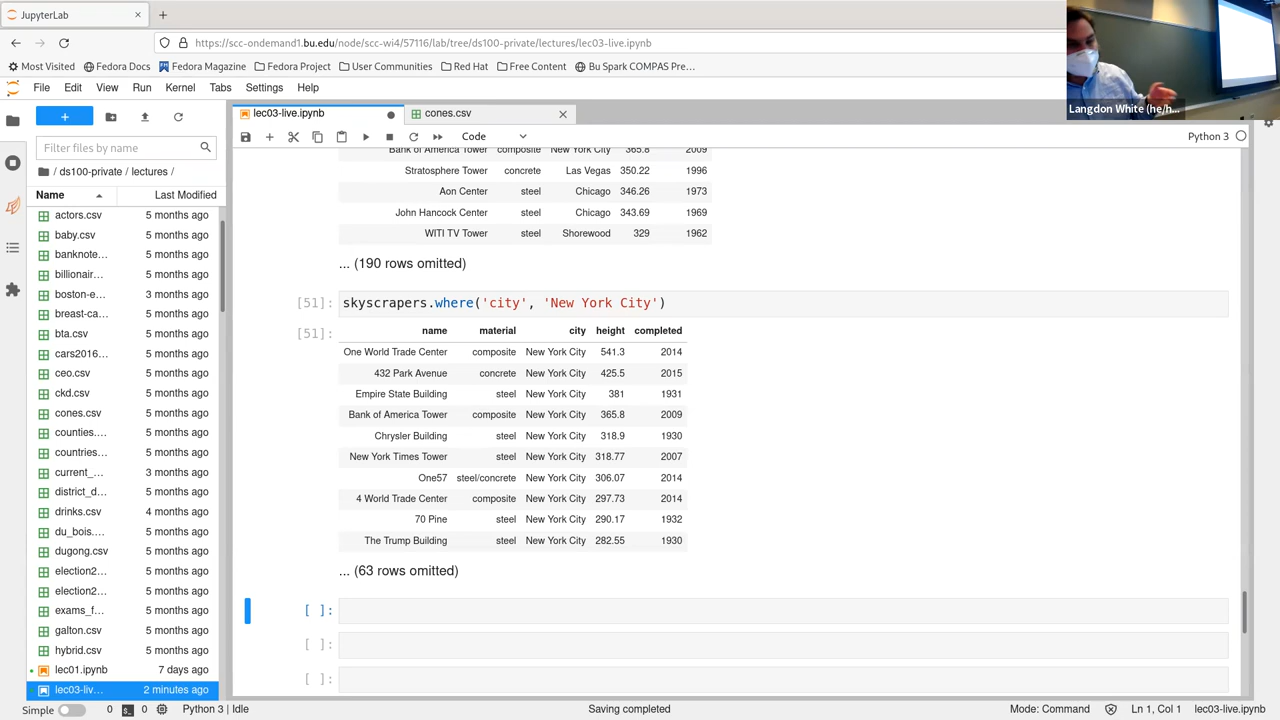 JupyterLab
https://scc-ondemand1.bu.edu/node/scc-wi4/57116/lab/tree/ds100-private/lectures/lec03-live.ipynb
Most Visited Fedora Docs Fedora Magazine Fedora Project User Communities Red Hat Free Content Bu Spark COMPAS Pre…
Langdon White (he/h...
File Edit View Run Kernel Tabs Settings Help
lec03-live.ipynb
cones.csv
Code
Python 3
Filter files by name
/ ds100-private / lectures /
Name Last Modified
actors.csv 5 months ago
baby.csv 5 months ago
banknote… 5 months ago
billionair… 5 months ago
boston-e… 3 months ago
breast-ca… 5 months ago
bta.csv 5 months ago
cars2016… 5 months ago
ceo.csv 5 months ago
ckd.csv 5 months ago
cones.csv 5 months ago
counties.… 5 months ago
countries… 5 months ago
current_… 3 months ago
district_d… 5 months ago
drinks.csv 4 months ago
du_bois.… 5 months ago
dugong.csv 5 months ago
election2… 5 months ago
election2… 5 months ago
exams_f… 5 months ago
galton.csv 5 months ago
hybrid.csv 5 months ago
lec01.ipynb 7 days ago
lec03-liv… 2 minutes ago
Bank of America Tower composite New York City 365.8 2009
Stratosphere Tower concrete Las Vegas 350.22 1996
Aon Center steel Chicago 346.26 1973
John Hancock Center steel Chicago 343.69 1969
WITI TV Tower steel Shorewood 329 1962
... (190 rows omitted)
[51]: skyscrapers.where('city', 'New York City')
[51]: name material city height completed
One World Trade Center composite New York City 541.3 2014
432 Park Avenue concrete New York City 425.5 2015
Empire State Building steel New York City 381 1931
Bank of America Tower composite New York City 365.8 2009
Chrysler Building steel New York City 318.9 1930
New York Times Tower steel New York City 318.77 2007
One57 steel/concrete New York City 306.07 2014
4 World Trade Center composite New York City 297.73 2014
70 Pine steel New York City 290.17 1932
The Trump Building steel New York City 282.55 1930
... (63 rows omitted)
[ ]:
[ ]:
[ ]:
Simple 0 0 Python 3 | Idle Saving completed Mode: Command Ln 1, Col 1 lec03-live.ipynb